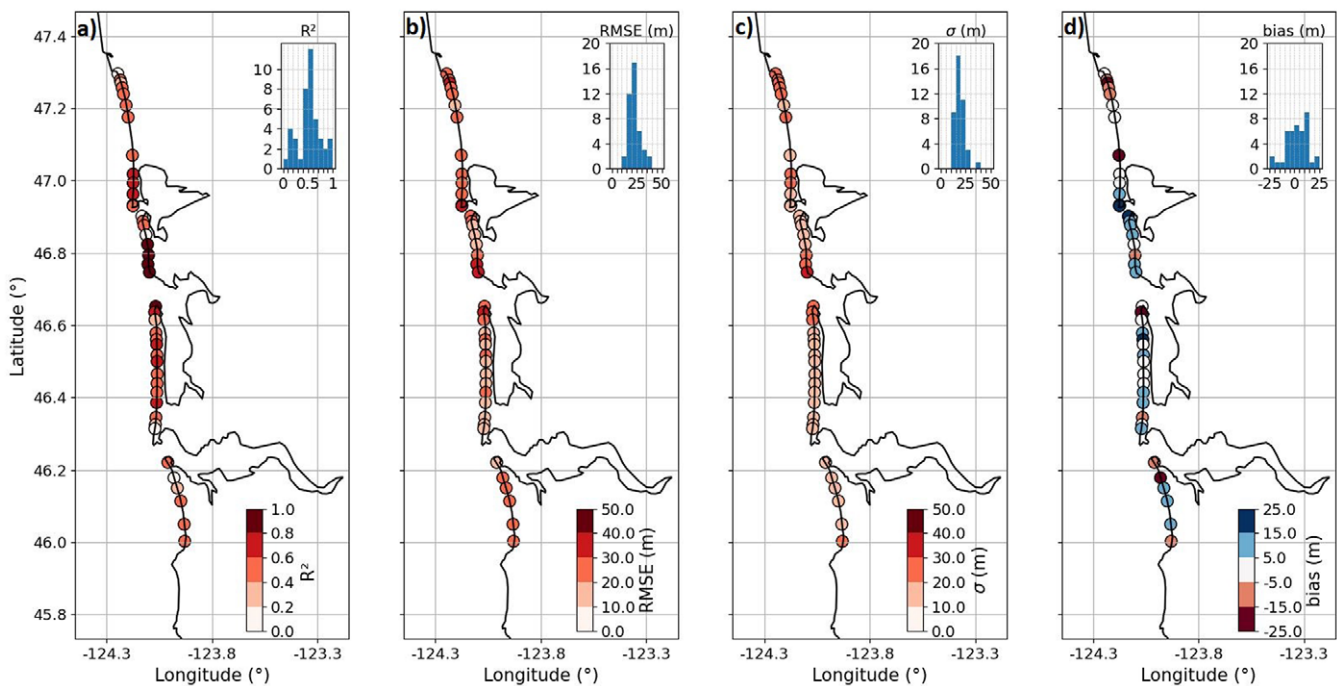 a) R²
b) RMSE (m)
c) σ (m)
d) bias (m)
47.4
47.2
47.0
46.8
46.6
46.4
46.2
46.0
45.8
Latitude (°)
10
8
6
4
2
0
0.0 0.5 1
20
16
12
8
4
0
25 50
20
16
12
8
4
0
0 25 50
20
16
12
8
4
0
-25 0 25
1.0
0.8
0.6
0.4
0.2
0.0
R²
50.0
40.0
30.0
20.0
10.0
0.0
RMSE (m)
50.0
40.0
30.0
20.0
10.0
0.0
σ (m)
25.0
15.0
5.0
-5.0
-15.0
-25.0
bias (m)
-124.3 -123.8 -123.3
-124.3 -123.8 -123.3
-124.3 -123.8 -123.3
-124.3 -123.8 -123.3
Longitude (°)
Longitude (°)
Longitude (°)
Longitude (°)